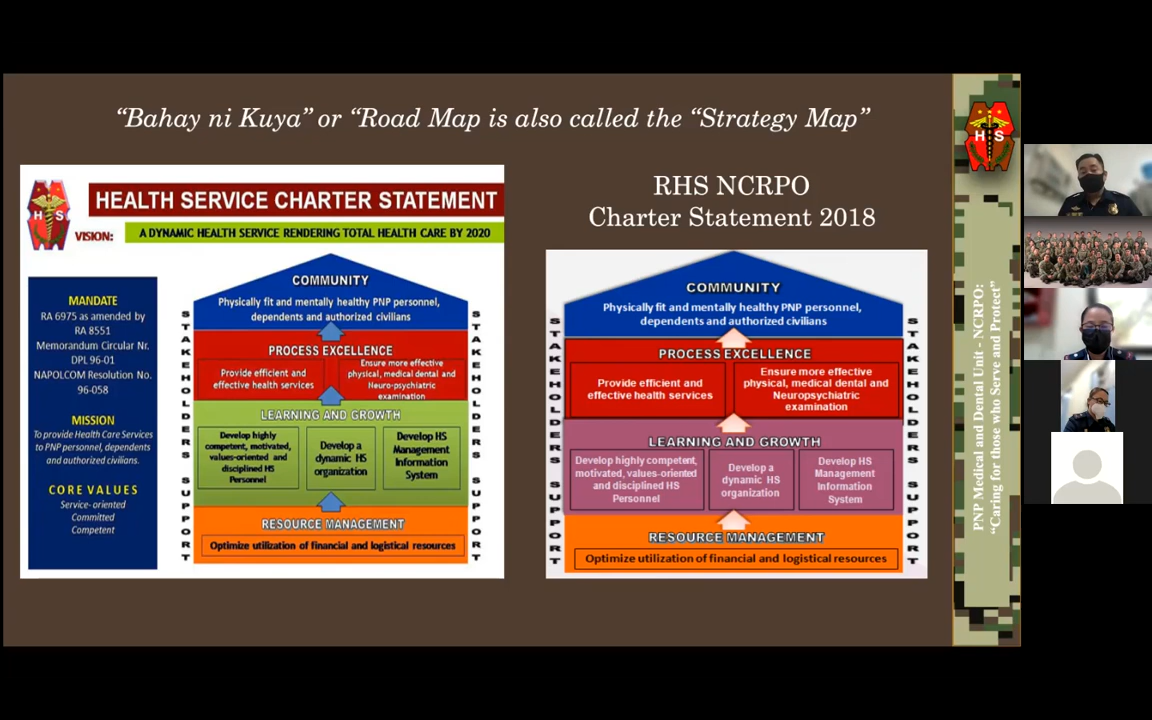 “Bahay ni Kuya” or “Road Map is also called the “Strategy Map”
H S
HEALTH SERVICE CHARTER STATEMENT
VISION:
A DYNAMIC HEALTH SERVICE RENDERING TOTAL HEALTH CARE BY 2020
MANDATE
RA 6975 as amended by
RA 8551
Memorandum Circular Nr.
DPL 96-01
NAPOLCOM Resolution No.
96-058
MISSION
To provide Health Care Services
to PNP personnel, dependents
and authorized civilians.
CORE VALUES
Service- oriented
Committed
Competent
STAKEHOLDERS SUPPORT
COMMUNITY
Physically fit and mentally healthy PNP personnel,
dependents and authorized civilians
PROCESS EXCELLENCE
Provide efficient and
effective health services
Ensure more effective
physical, medical dental and
Neuro-psychiatric
examination
LEARNING AND GROWTH
Develop highly
competent, motivated,
values-oriented and
disciplined HS
Personnel
Develop a
dynamic HS
organization
Develop HS
Management
Information
System
RESOURCE MANAGEMENT
Optimize utilization of financial and logistical resources
STAKEHOLDERS SUPPORT
RHS NCRPO
Charter Statement 2018
STAKEHOLDERS SUPPORT
COMMUNITY
Physically fit and mentally healthy PNP personnel,
dependents and authorized civilians
PROCESS EXCELLENCE
Provide efficient and
effective health services
Ensure more effective
physical, medical dental and
Neuropsychiatric
examination
LEARNING AND GROWTH
Develop highly competent,
motivated, values-oriented
and disciplined HS
Personnel
Develop a
dynamic HS
organization
Develop HS
Management
Information
System
RESOURCE MANAGEMENT
Optimize utilization of financial and logistical resources
STAKEHOLDERS SUPPORT
H S
PNP Medical and Dental Unit - NCRPO:
“Caring for those who Serve and Protect”